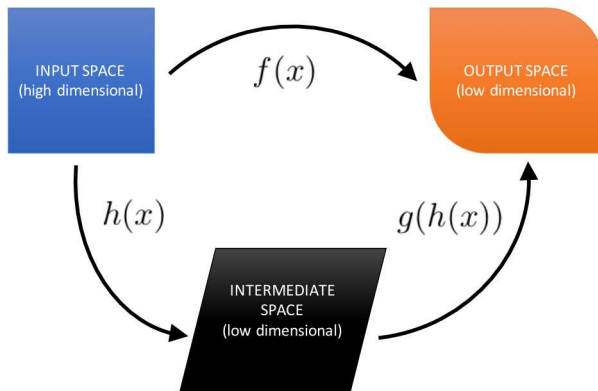 INPUT SPACE
(high dimensional)
f(x)
OUTPUT SPACE
(low dimensional)
h(x)
g(h(x))
INTERMEDIATE
SPACE
(low dimensional)